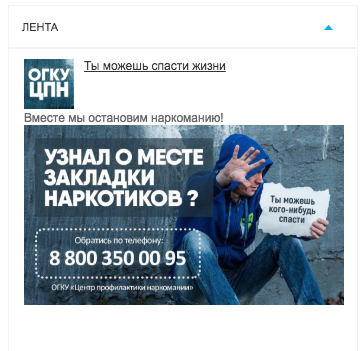 ЛЕНТА
ОГКУ
ЦПН
Ты можешь спасти жизни
Вместе мы остановим наркоманию!
УЗНАЛ О МЕСТЕ
ЗАКЛАДКИ
НАРКОТИКОВ ?
Ты можешь
кого-нибудь
спасти
Обратись по телефону:
8 800 350 00 95
ОГКУ «Центр профилактики наркомании»